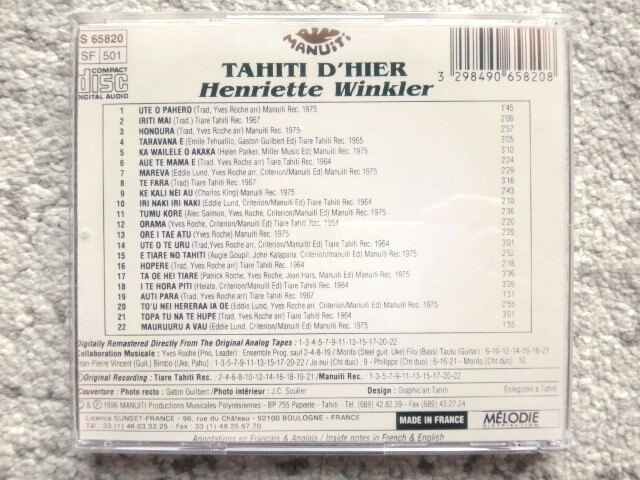 S 65820
SF 501
COMPACT
disc
DIGITAL AUDIO
MANUITI
TAHITI D'HIER
Henriette Winkler
3 298490 658208
1 UTE O PAHERO (Trad, Yves Roche arr) Manuiti Rec. 1975 1'45
2 IRITI MAI (Trad.) Tiare Tahiti Rec. 1967 2'06
3 HONOURA (Trad, Yves Roche arr) Manuiti Rec. 1975 2'57
4 TARAVANA E (Emile Tehuatilo, Gaston Guilbert Ed) Tiare Tahiti Rec. 1965 3'05
5 KA WAILELE O AKAKA (Helen Parker, Miller Music Ed) Manuiti Rec. 1975 3'10
6 AUE TE MAMA E (Trad, Yves Roche arr) Tiare Tahiti Rec. 1964 2'24
7 MAREVA (Eddie Lund, Criterion/Manuiti Ed) Manuiti Rec. 1975 2'29
8 TE FARA (Trad) Tiare Tahiti Rec. 1967 3'16
9 KE KALI NEI AU (Charles King) Manuiti Rec. 1975 2'43
10 IRI NAKI IRI NAKI (Eddie Lund, Criterion/Manuiti Ed) Tiare Tahiti Rec. 1964
11 TUMU KORE (Alec Salmon, Yves Roche, Criterion/Manuiti Ed) Manuiti Rec. 1975
12 ORAMA (Yves Roche, Criterion/Manuiti Ed) Tiare Tahiti Rec. 1964 2'20
13 ORE I TAE ATU (Yves Roche) Manuiti Rec. 1975 2'28
14 UTE O TE URU (Trad, Yves Roche arr, Criterion/Manuiti Ed) Tiare Tahiti Rec. 1964 3'01
15 E TIARE NO TAHITI (Augie Goupil, John Kalapana, Criterion/Manuiti ed) Manuiti Rec. 1975 2'52
16 HOPERE (Trad, Yves Roche arr) Tiare Tahiti Rec. 1964 2'18
17 TA OE HEI TIARE (Patrick Roche, Yves Roche, Jean Hars, Manuiti Ed) Manuiti Rec. 1975
18 I TE HORA PITI (Heiata, Criterion/Manuiti Ed) Tiare Tahiti Rec. 1964 3'09
19 AUTI PARA (Trad) Tiare Tahiti Rec. 1967 1'31
20 TO'U NEI HERERAA IA OE (Eddie Lund, Yves Roche, Criterion/Manuiti Ed) Manuiti Rec. 1975 2'55
21 TOPA TU NA TE HUPE (Trad) Tiare Tahiti Rec. 1964 3'01
22 MAURUURU A VAU (Eddie Lund, Criterion/Manuiti Ed) Manuiti Rec. 1975 1'55
Digitally Remastered Directly From The Original Analog Tapes : 1-3-4-5-7-9-11-13-15-17-20-22
Collaboration Musicale : Yves Roche (Pno, Leader) : Ensemble Prog. sauf 2-4-8-19 / Morito (Steel guit. Uke) Filo (Bass) Tautu (Guitar) : 6-10-12-14-16-18-21
Jean-Pierre Vincent (Guit.) Bimbo (Uke, Pahu) : 1-3-5-7-9-11-13-15-17-20-22 / Jo nui (Cht duo) : 9 - Philippe (Cht duo) : 6-16-21 - Morito (Cht duo) 10
Ⓟ Original Recording : Tiare Tahiti Rec. : 2-4-6-8-10-12-14-16-18-19-21 / Manuiti Rec. : 1-3-5-7-9-11-13-15-17-20-22
Couverture : Photo recto : Gaton Guilbert /Photo intérieur : J.C. Soulier Design : Graphic'art Tahiti Enregistré à Tahiti
© & Ⓟ 1996 MANUITI Productions Musicales Polynésiennes - BP 755 Papeete - Tahiti Tél. (689) 42.82.39 - Fax (689) 43.27.24
Licence SUNSET-FRANCE - 96, rue du Château - 92100 BOULOGNE - FRANCE
Tél : 33 (1) 46.03.32.25 - Fax : 33 (1) 48.25.97.70
MADE IN FRANCE
MÉLODIE
DISTRIBUTION
Annotations en Français & Anglais / Inside notes in French & English